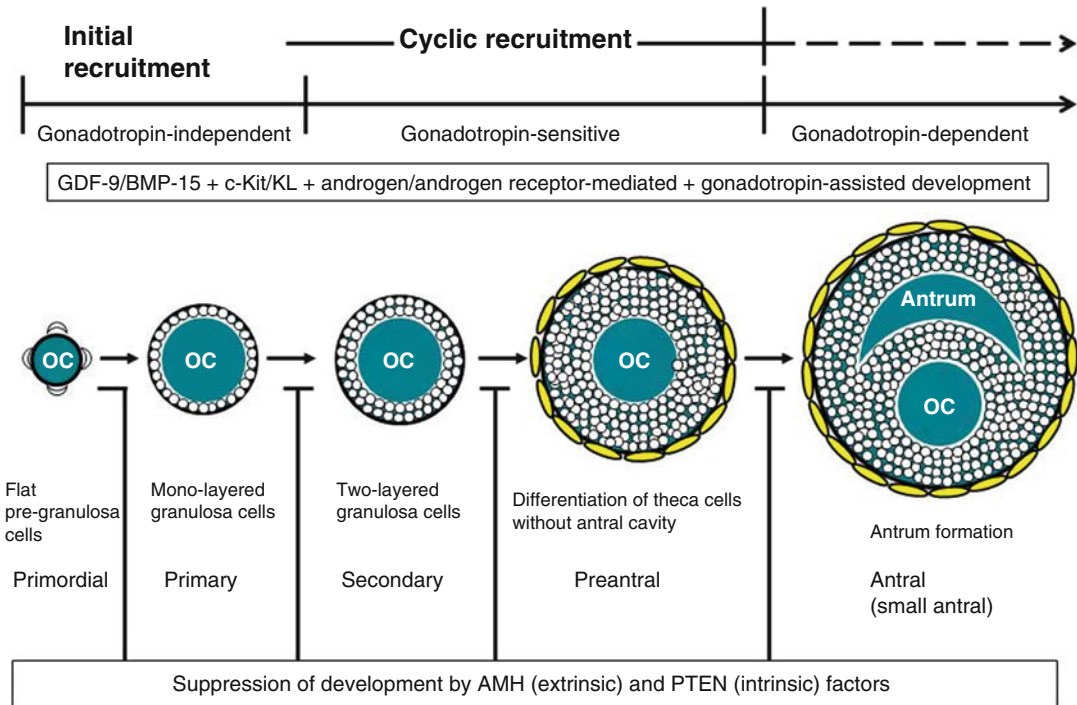 Initial
recruitment
Cyclic recruitment
Gonadotropin-independent
Gonadotropin-sensitive
Gonadotropin-dependent
GDF-9/BMP-15 + c-Kit/KL + androgen/androgen receptor-mediated + gonadotropin-assisted development
OC
OC
OC
OC
Antrum
OC
Flat
pre-granulosa
cells
Mono-layered
granulosa cells
Two-layered
granulosa cells
Differentiation of theca cells
without antral cavity
Antrum formation
Primordial
Primary
Secondary
Preantral
Antral
(small antral)
Suppression of development by AMH (extrinsic) and PTEN (intrinsic) factors